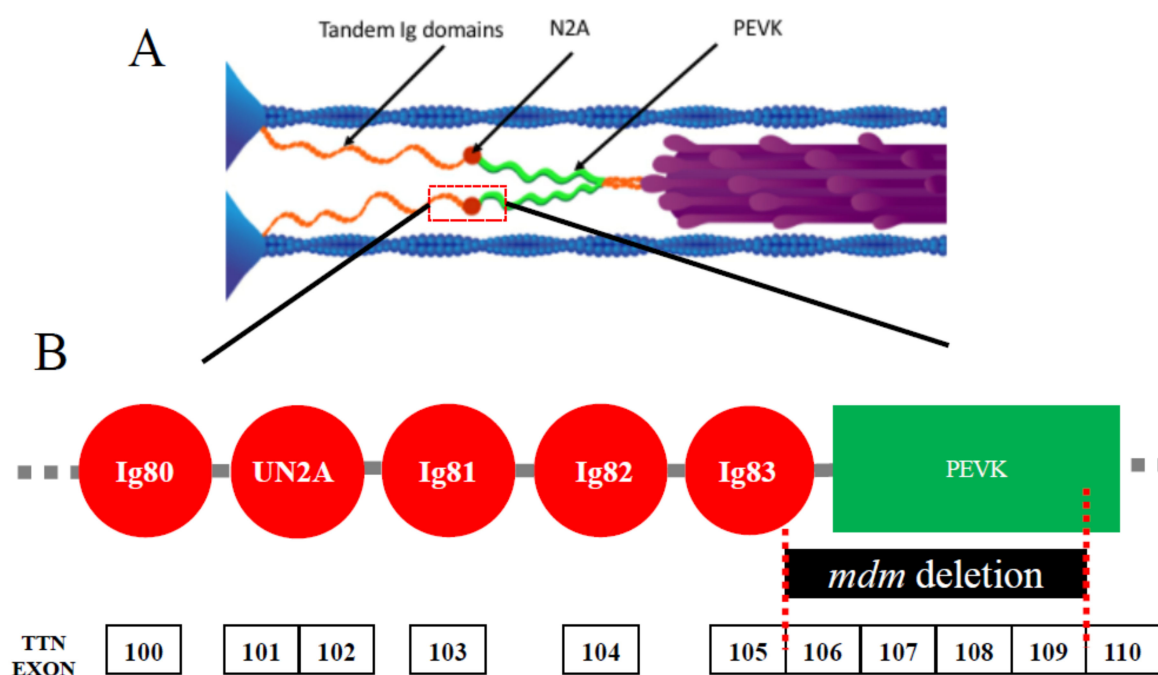 A
Tandem Ig domains
N2A
PEVK
B
Ig80
UN2A
Ig81
Ig82
Ig83
PEVK
mdm deletion
TTN
EXON
100
101
102
103
104
105
106
107
108
109
110